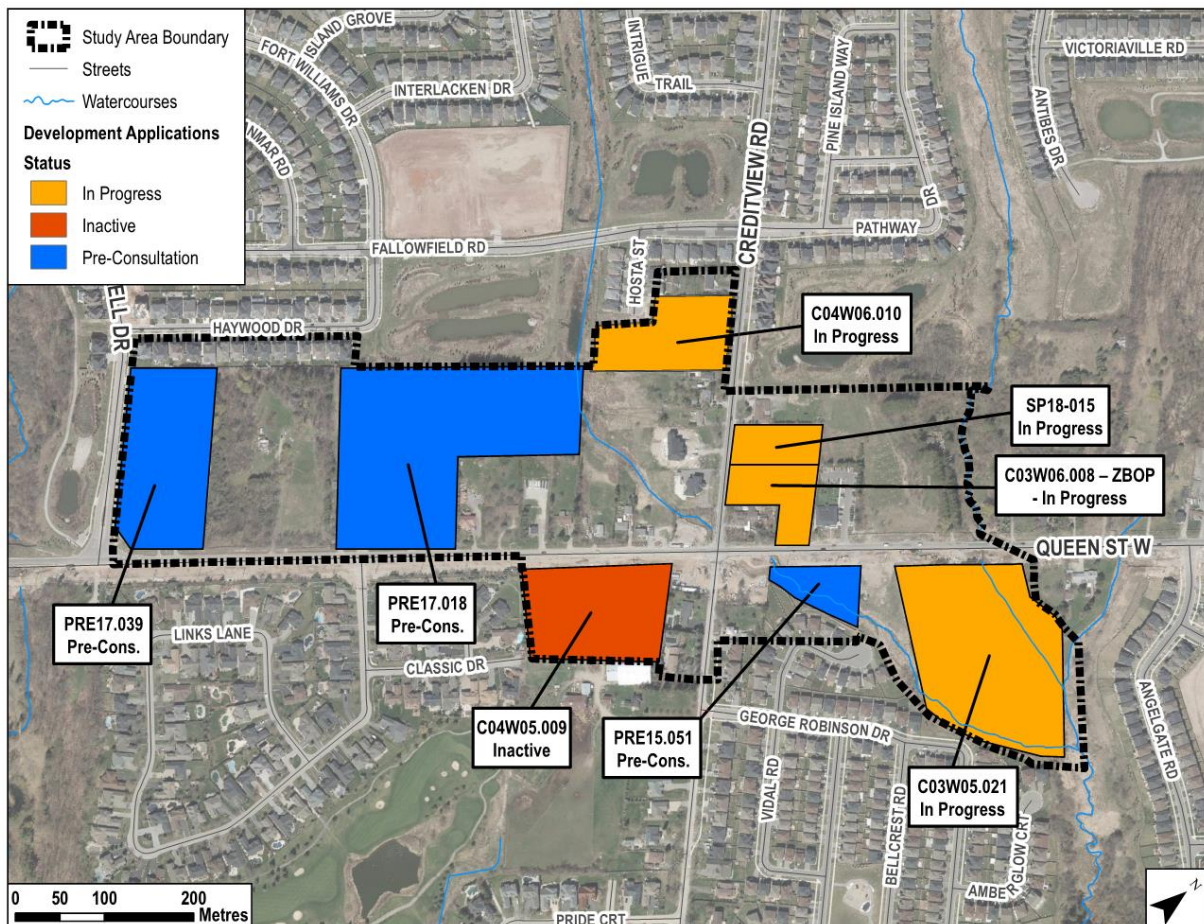 Study Area Boundary
Streets
Watercourses
Development Applications
Status
In Progress
Inactive
Pre-Consultation
ISLAND GROVE
FORT WILLIAMS DR
INTERLACKEN DR
INTRIGUE
TRAIL
CREDITVIEW RD
PINE ISLAND WAY
VICTORIAVILLE RD
ANTIBES DR
NMAR RD
FALLOWFIELD RD
PATHWAY
DR
HOSTA ST
ELL DR
HAYWOOD DR
C04W06.010
In Progress
SP18-015
In Progress
C03W06.008 – ZBOP
- In Progress
QUEEN ST W
PRE17.039
Pre-Cons.
PRE17.018
Pre-Cons.
LINKS LANE
CLASSIC DR
C04W05.009
Inactive
PRE15.051
Pre-Cons.
GEORGE ROBINSON DR
C03W05.021
In Progress
VIDAL RD
BELLCREST RD
ANGELGATE RD
AMBER GLOW CRT
PRIDE CRT
0 50 100 200
Metres
N